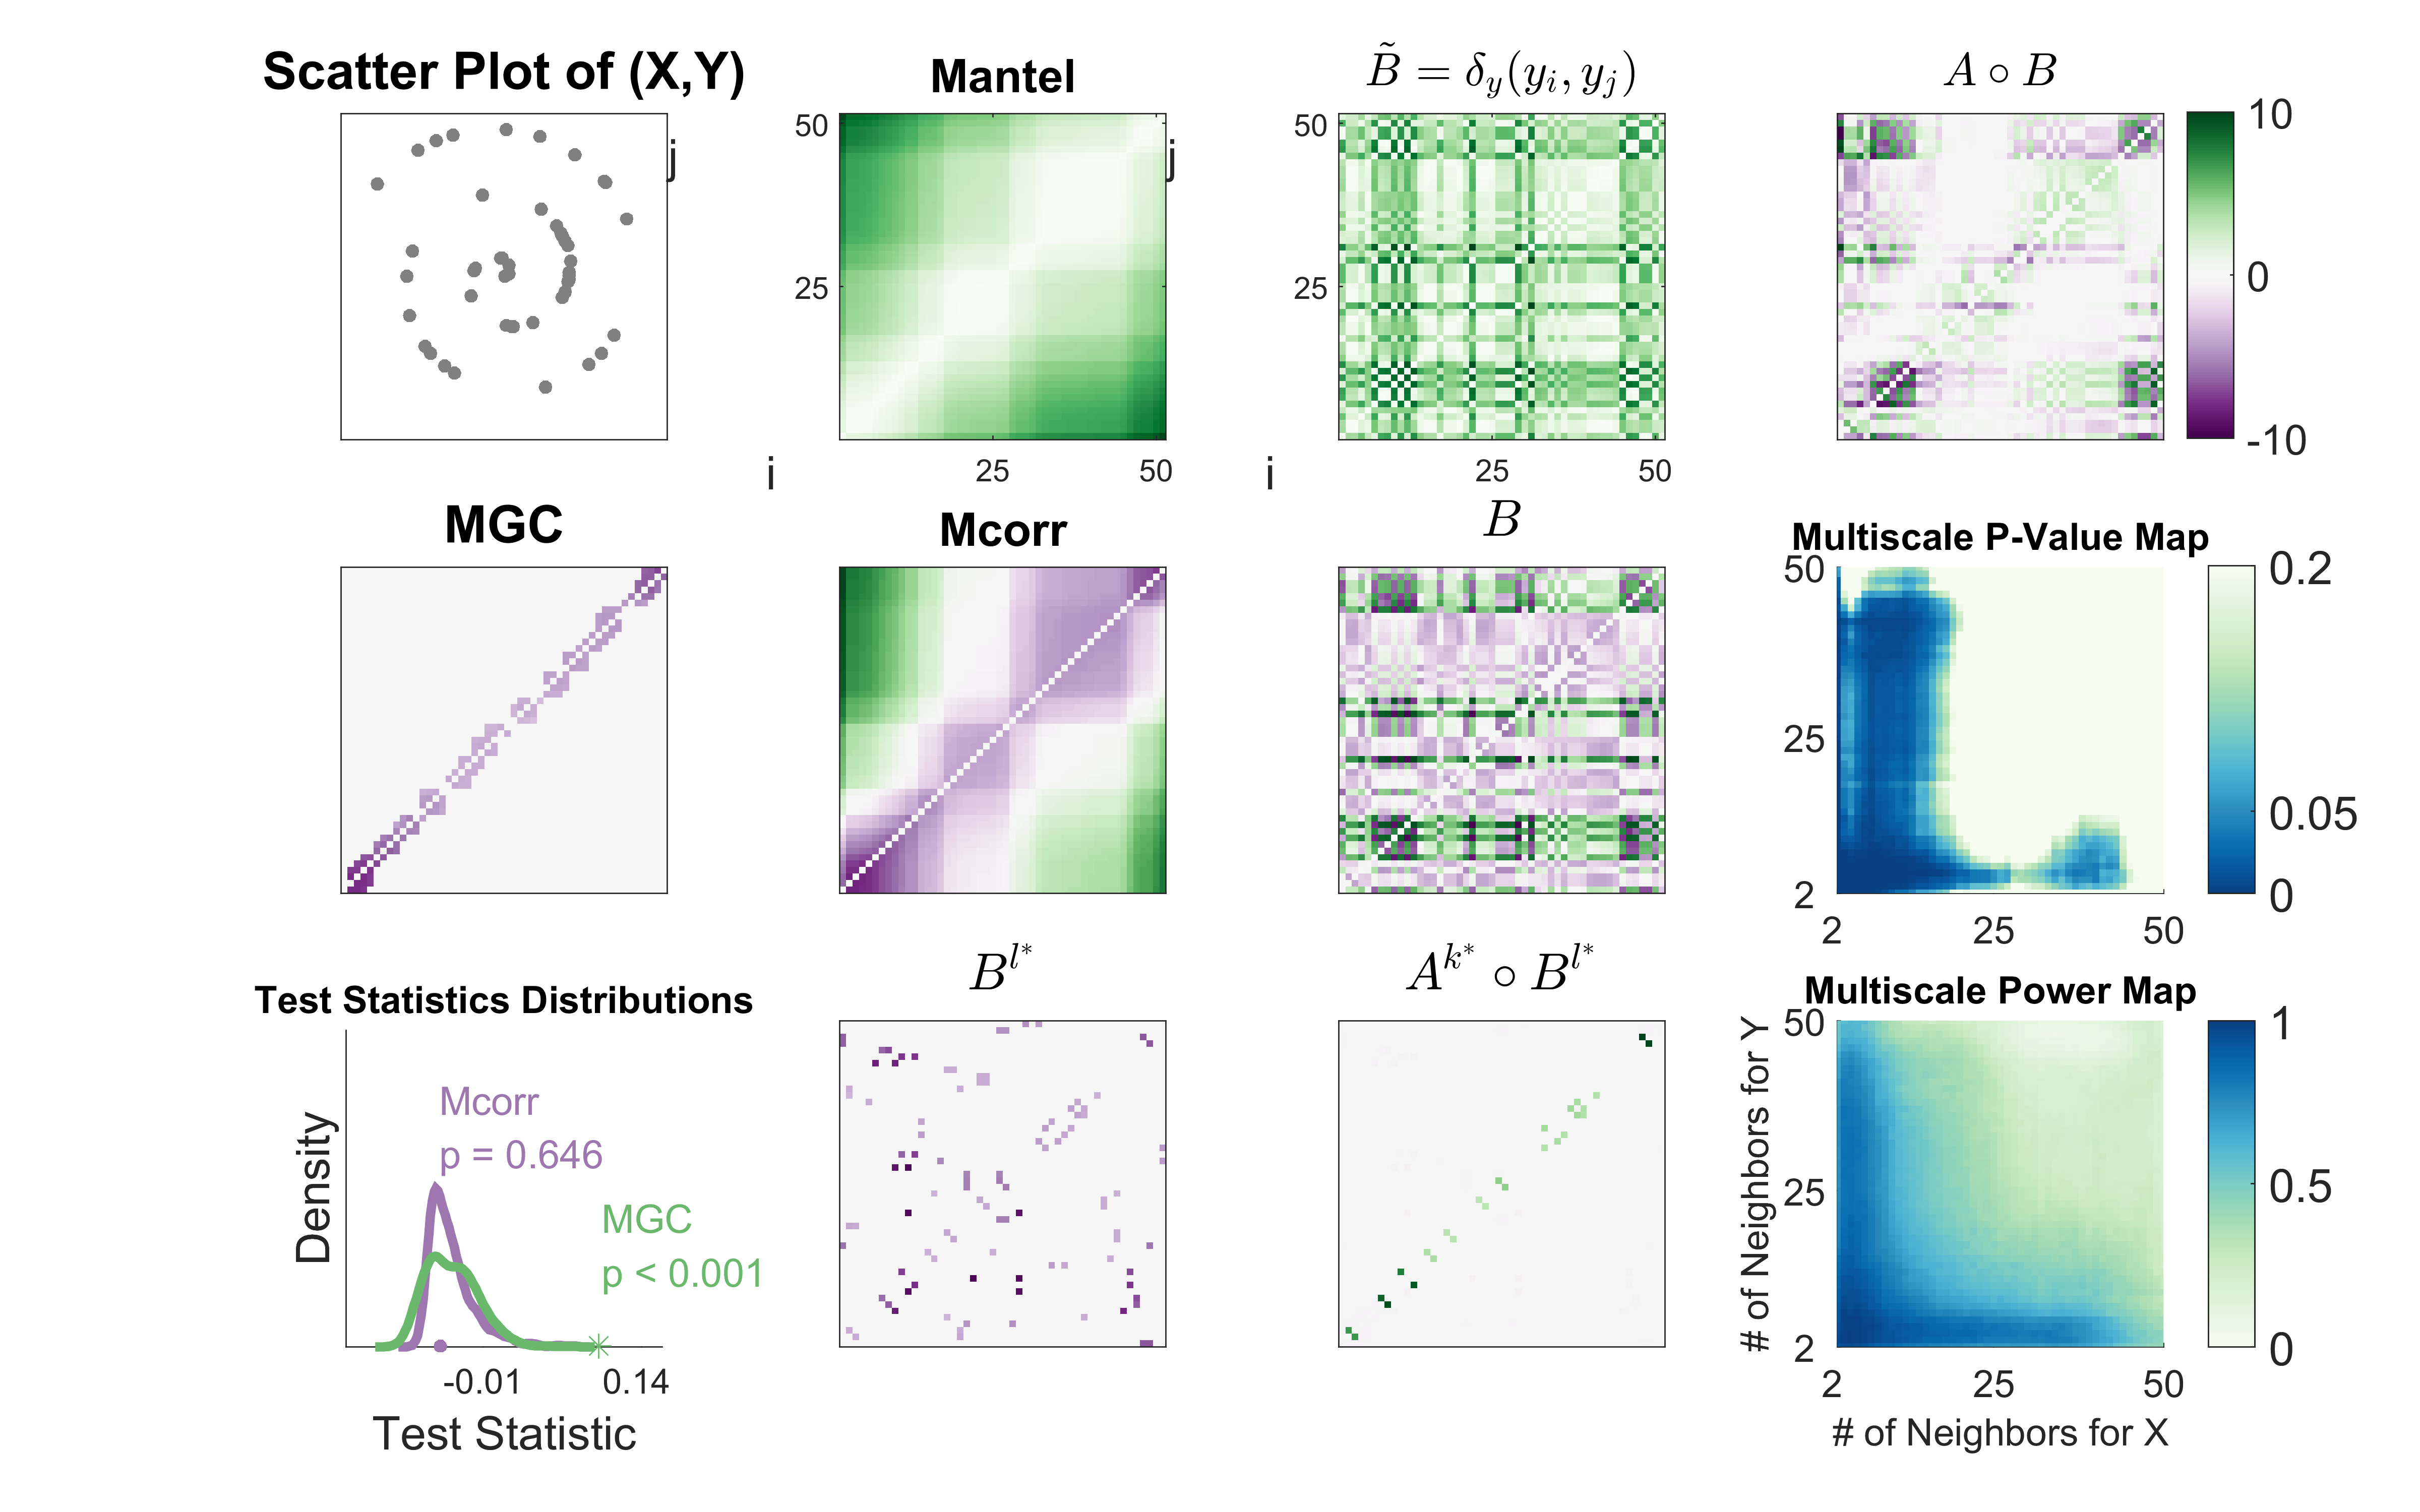 Scatter Plot of (X,Y)
j
i
Mantel
50
25
25
50
j
i
B̃ = δ_y(y_i, y_j)
50
25
25
50
A ∘ B
10
0
-10
MGC
Mcorr
B
Multiscale P-Value Map
50
25
2
2
25
50
0.2
0.05
0
Test Statistics Distributions
Density
Mcorr
p = 0.646
MGC
p < 0.001
-0.01
0.14
Test Statistic
B^{l*}
A^{k*} ∘ B^{l*}
Multiscale Power Map
# of Neighbors for Y
50
25
2
2
25
50
# of Neighbors for X
1
0.5
0